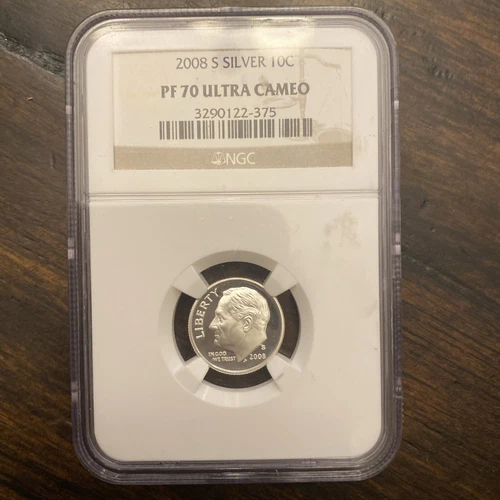 2008 S SILVER 10C
PF 70 ULTRA CAMEO
3290122-375
NGC
LIBERTY
IN GOD
WE TRUST
S
2008